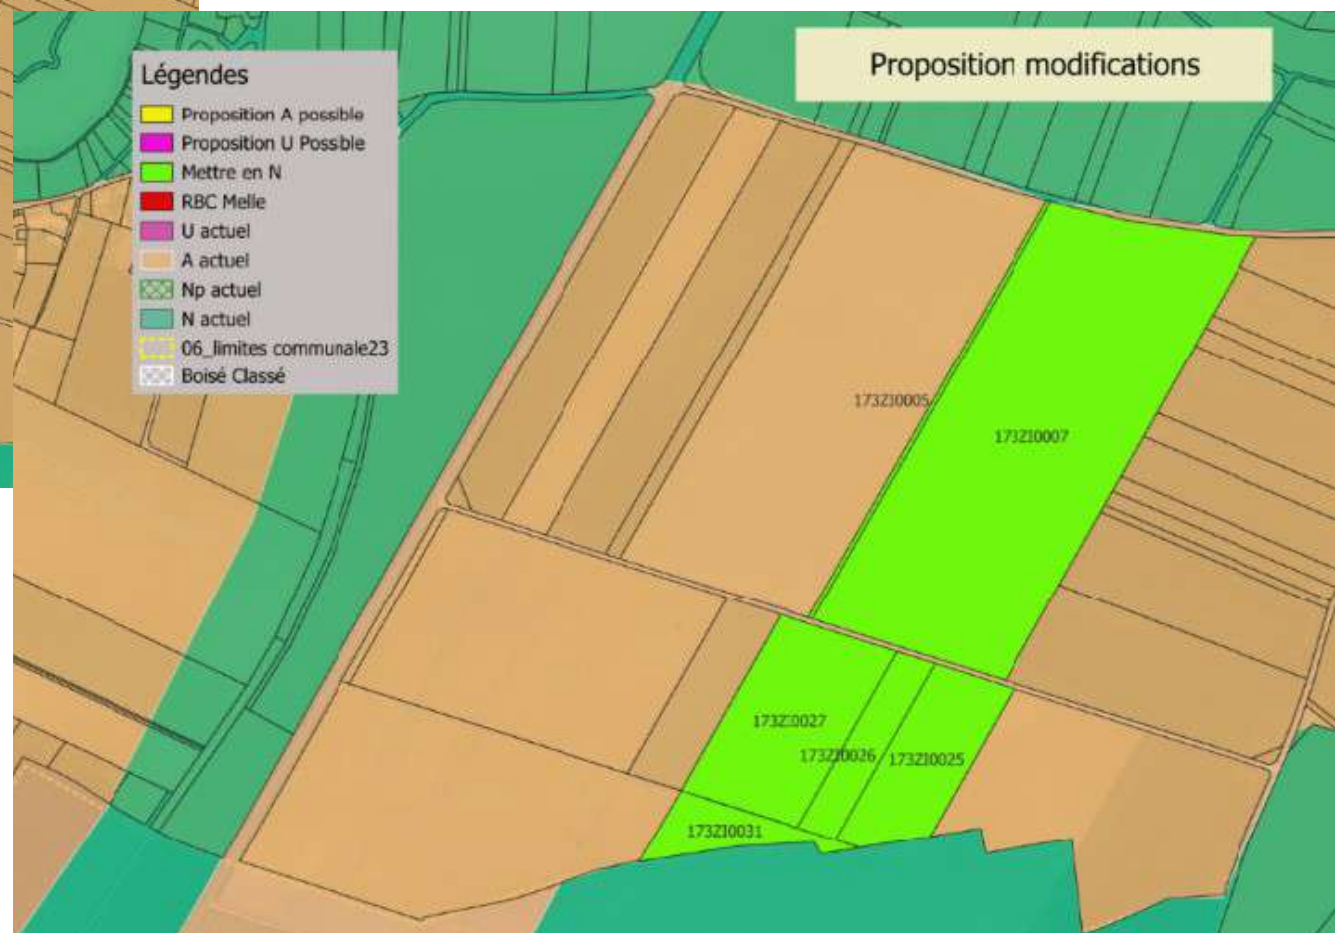 Légendes
Proposition A possible
Proposition U Possble
Mettre en N
RBC Melle
U actuel
A actuel
Np actuel
N actuel
06_limites communale23
Boisé Classé
Proposition modifications
173ZI0005
173ZI0007
173ZI0027
173ZI0026
173ZI0025
173ZI0031